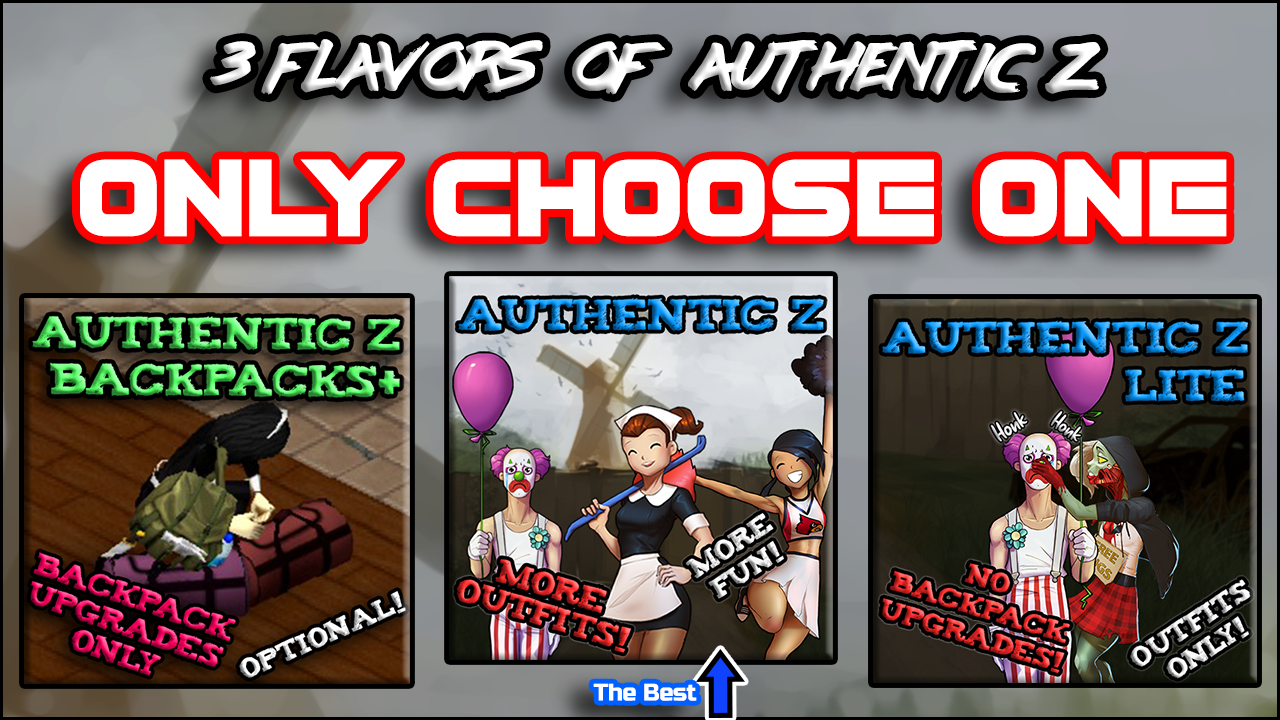 3 FLAVORS OF AUTHENTIC Z
ONLY CHOOSE ONE
AUTHENTIC Z
BACKPACKS+
BACKPACK
UPGRADES
ONLY
OPTIONAL!
AUTHENTIC Z
MORE
OUTFITS!
MORE
FUN!
The Best
AUTHENTIC Z
LITE
Honk
Honk
NO
BACKPACK
UPGRADES!
OUTFITS
ONLY!